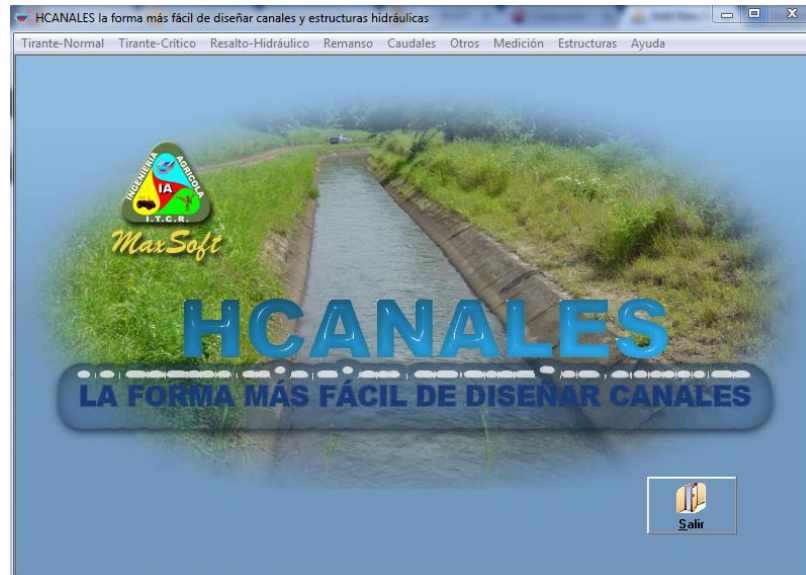 HCANALES la forma más fácil de diseñar canales y estructuras hidráulicas
Tirante-Normal Tirante-Crítico Resalto-Hidráulico Remanso Caudales Otros Medición Estructuras Ayuda
INGENIERIA AGRICOLA
IA
I.T.C.R.
MaxSoft
HCANALES
LA FORMA MÁS FÁCIL DE DISEÑAR CANALES
Salir